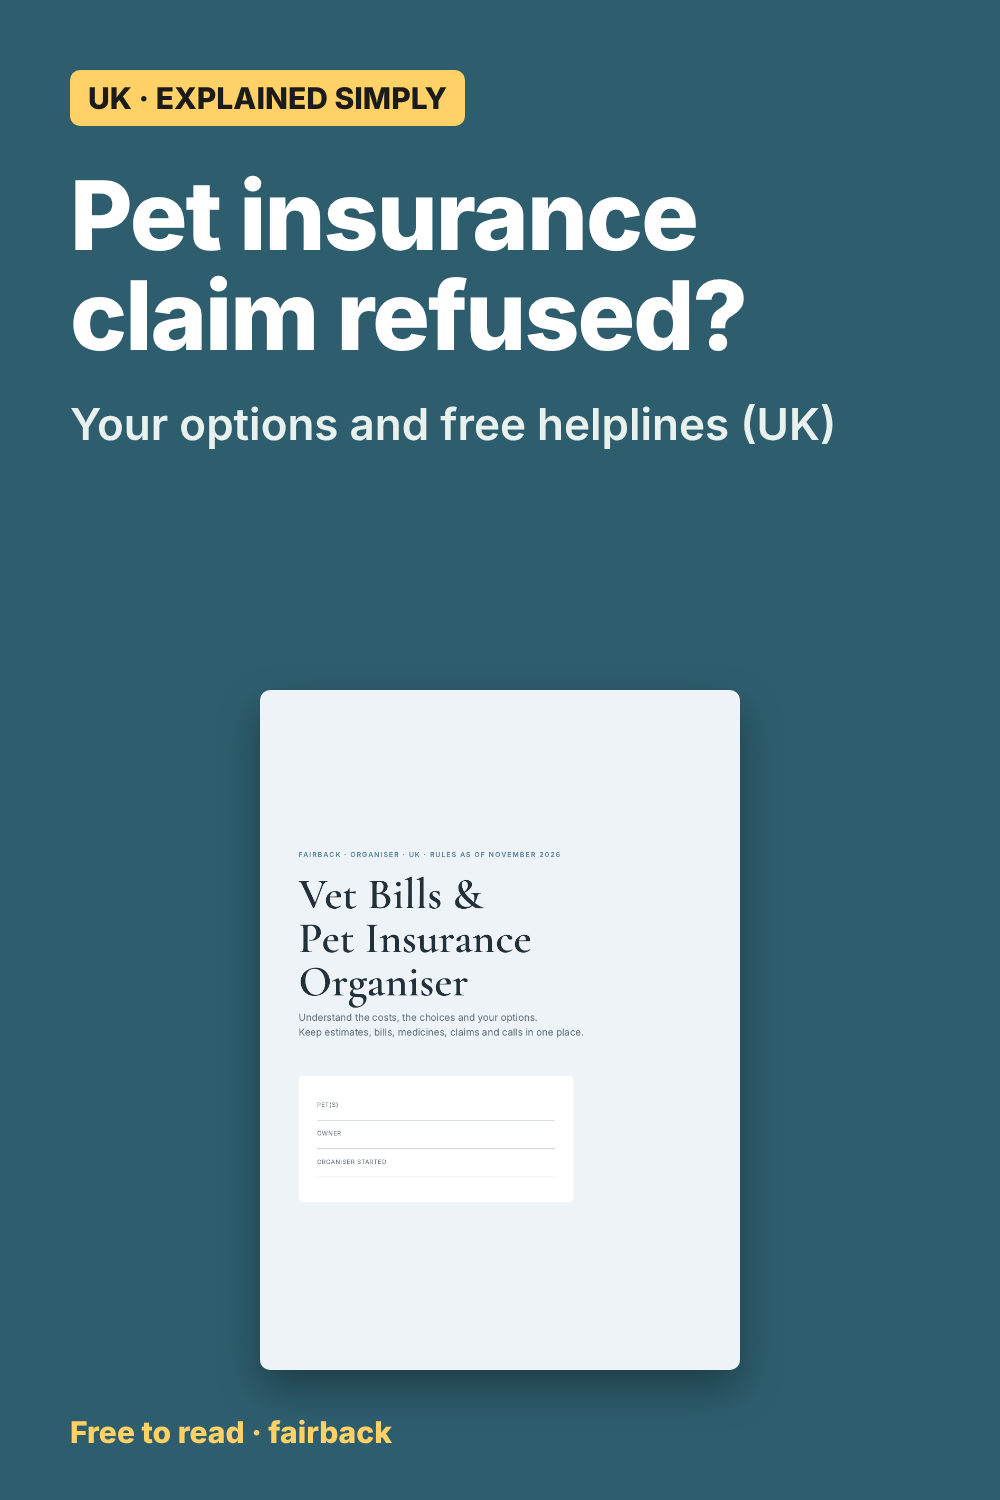 UK · EXPLAINED SIMPLY
Pet insurance
claim refused?
Your options and free helplines (UK)
FAIRBACK · ORGANISER · UK · RULES AS OF NOVEMBER 2026
Vet Bills &
Pet Insurance
Organiser
Understand the costs, the choices and your options.
Keep estimates, bills, medicines, claims and calls in one place.
PET(S)
OWNER
ORGANISER STARTED
Free to read · fairback